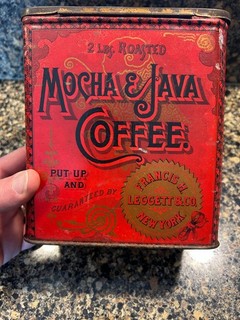 2 Lbs. ROASTED
MOCHA & JAVA
COFFEE.
PUT UP
AND
GUARANTEED BY
FRANCIS H.
LEGGETT & CO.
NEW YORK.